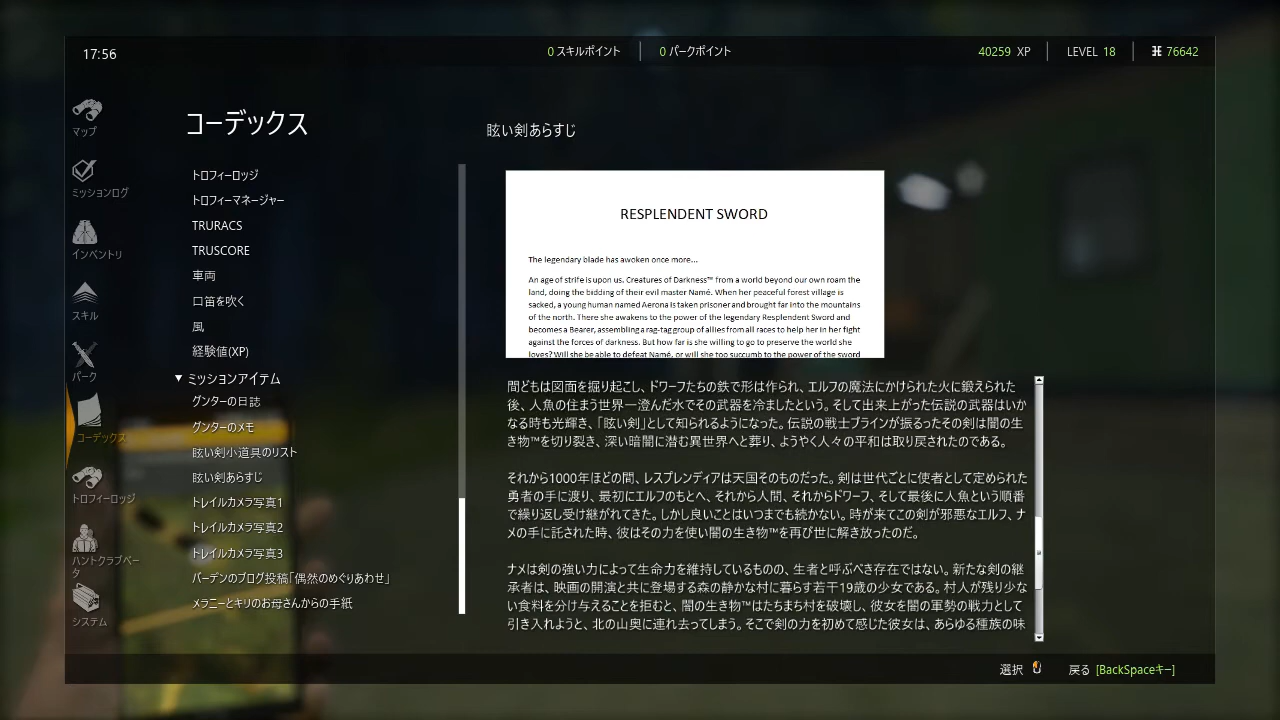 17:56
0 スキルポイント
0 パークポイント
40259 XP
LEVEL 18
76642
マップ
ミッションログ
インベントリ
スキル
パーク
コーデックス
トロフィーロッジ
ハントクラブベータ
システム
コーデックス
トロフィーロッジ
トロフィーマネージャー
TRURACS
TRUSCORE
車両
口笛を吹く
風
経験値(XP)
▼ ミッションアイテム
グンターの日誌
グンターのメモ
眩い剣小道具のリスト
眩い剣あらすじ
トレイルカメラ写真1
トレイルカメラ写真2
トレイルカメラ写真3
バーデンのブログ投稿「偶然のめぐりあわせ」
メラニーとキリのお母さんからの手紙
眩い剣あらすじ
RESPLENDENT SWORD
The legendary blade has awoken once more...
An age of strife is upon us. Creatures of Darkness™ from a world beyond our own roam the
land, doing the bidding of their evil master Namé. When her peaceful forest village is
sacked, a young human named Aerona is taken prisoner and brought far into the mountains
of the north. There she awakens to the power of the legendary Resplendent Sword and
becomes a Bearer, assembling a rag-tag group of allies from all races to help her in her fight
against the forces of darkness. But how far is she willing to go to preserve the world she
loves? Will she be able to defeat Namé, or will she too succumb to the power of the sword
間どもは図面を掘り起こし、ドワーフたちの鉄で形は作られ、エルフの魔法にかけられた火に鍛えられた
後、人魚の住まう世界一澄んだ水でその武器を冷ましたという。そして出来上がった伝説の武器はいか
なる時も光輝き、「眩い剣」として知られるようになった。伝説の戦士ブラインが振るったその剣は闇の生
き物™を切り裂き、深い暗闇に潜む異世界へと葬り、ようやく人々の平和は取り戻されたのである。
それから1000年ほどの間、レスプレンディアは天国そのものだった。剣は世代ごとに使者として定められた
勇者の手に渡り、最初にエルフのもとへ、それから人間、それからドワーフ、そして最後に人魚という順番
で繰り返し受け継がれてきた。しかし良いことはいつまでも続かない。時が来てこの剣が邪悪なエルフ、ナ
メの手に託された時、彼はその力を使い闇の生き物™を再び世に解き放ったのだ。
ナメは剣の強い力によって生命力を維持しているものの、生者と呼ぶべき存在ではない。新たな剣の継
承者は、映画の開演と共に登場する森の静かな村に暮らす若干19歳の少女である。村人が残り少な
い食料を分け与えることを拒むと、闇の生き物™はたちまち村を破壊し、彼女を闇の軍勢の戦力として
引き入れようと、北の山奥に連れ去ってしまう。そこで剣の力を初めて感じた彼女は、あらゆる種族の味
選択
戻る [BackSpaceキー]